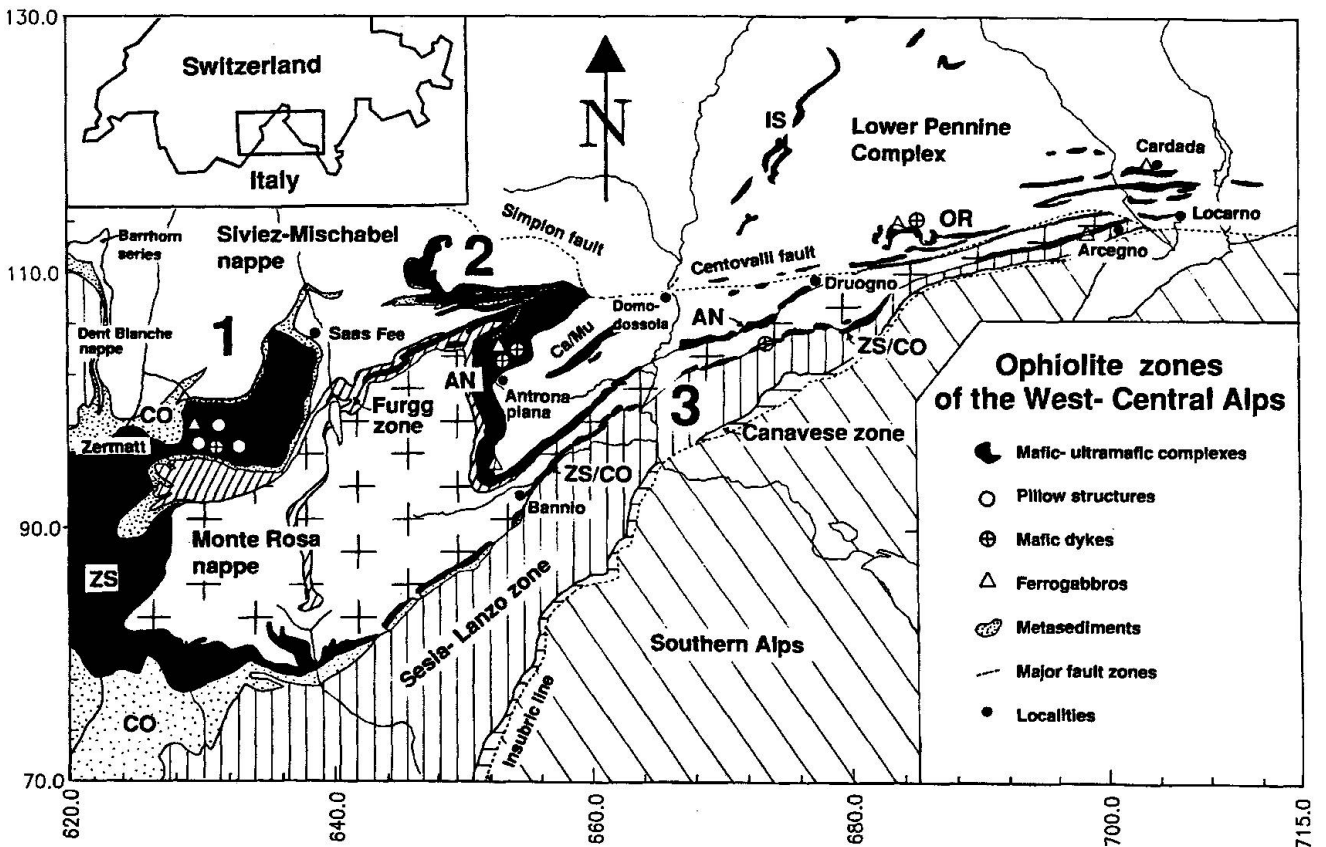 130.0
110.0
90.0
70.0
Switzerland
Italy
N
IS
Lower Pennine
Complex
Cardada
Locarno
OR
Arcegno
Simplon fault
Centovalli fault
Barrhorn
series
Siviez-Mischabel
nappe
2
1
Dent Blanche
nappe
Saas Fee
Domo-
dossola
Druogno
AN
Ca/Mu
ZS/CO
AN
Antrona
piana
Furgg
zone
CO
Zermatt
3
Canavese zone
ZS/CO
Bannio
Monte Rosa
nappe
ZS
Sesia- Lanzo zone
Southern Alps
Insubric line
CO
Ophiolite zones
of the West- Central Alps
Mafic- ultramafic complexes
Pillow structures
Mafic dykes
Ferrogabbros
Metasediments
Major fault zones
Localities
620.0
640.0
660.0
680.0
700.0
715.0